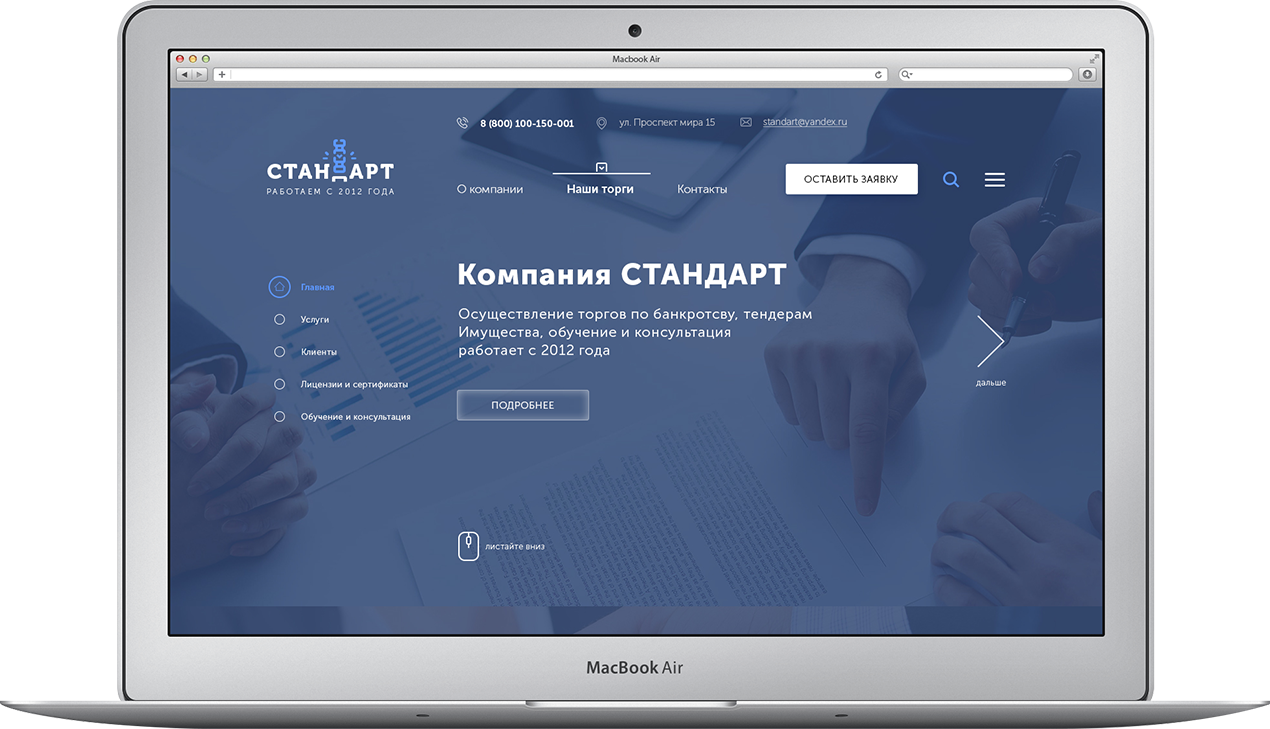 Macbook Air
8 (800) 100-150-001
ул. Проспект мира 15
standart@yandex.ru
СТАНДАРТ
РАБОТАЕМ С 2012 ГОДА
О компании
Наши торги
Контакты
ОСТАВИТЬ ЗАЯВКУ
Компания СТАНДАРТ
Осуществление торгов по банкротсву, тендерам
Имущества, обучение и консультация
работает с 2012 года
ПОДРОБНЕЕ
Главная
Услуги
Клиенты
Лицензии и сертификаты
Обучение и консультация
дальше
листайте вниз
MacBook Air